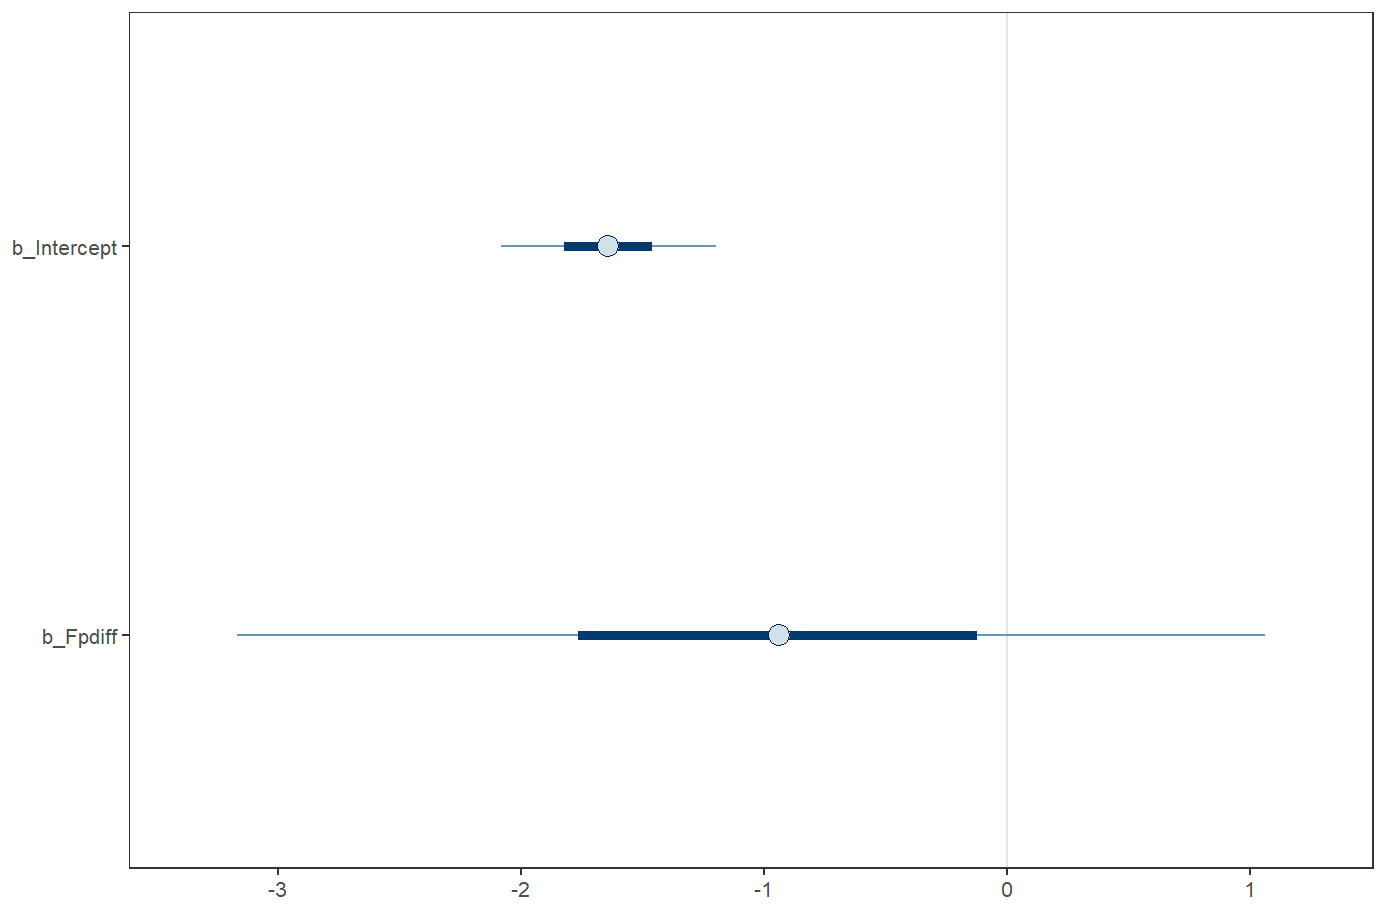 b_Intercept
b_Fpdiff
-3 -2 -1 0 1